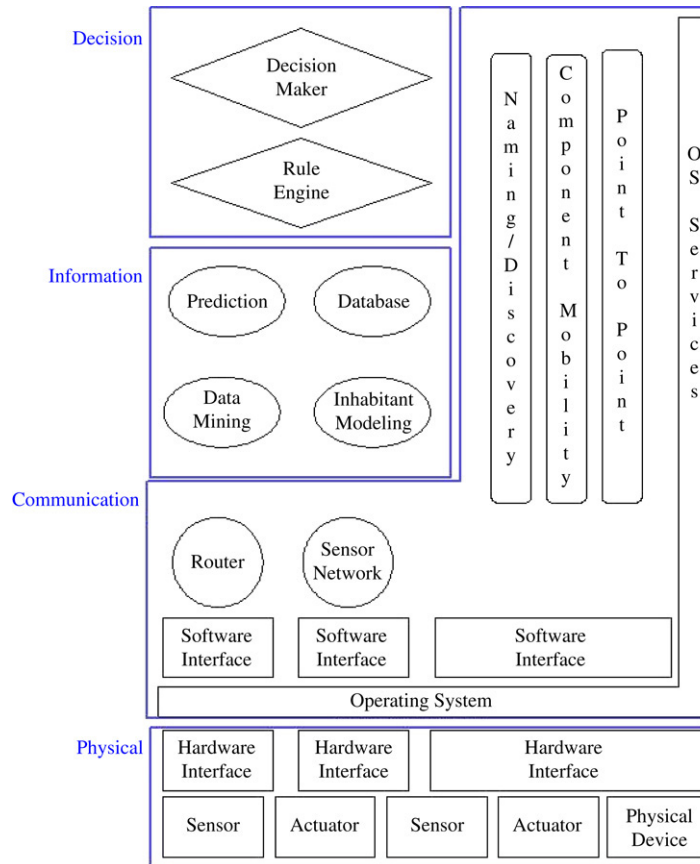 Decision
Decision
Maker
Rule
Engine
Information
Prediction
Database
Data
Mining
Inhabitant
Modeling
Naming/Discovery
Component Mobility
Point To Point
OS Services
Communication
Router
Sensor
Network
Software
Interface
Software
Interface
Software
Interface
Operating System
Physical
Hardware
Interface
Hardware
Interface
Hardware
Interface
Sensor
Actuator
Sensor
Actuator
Physical
Device